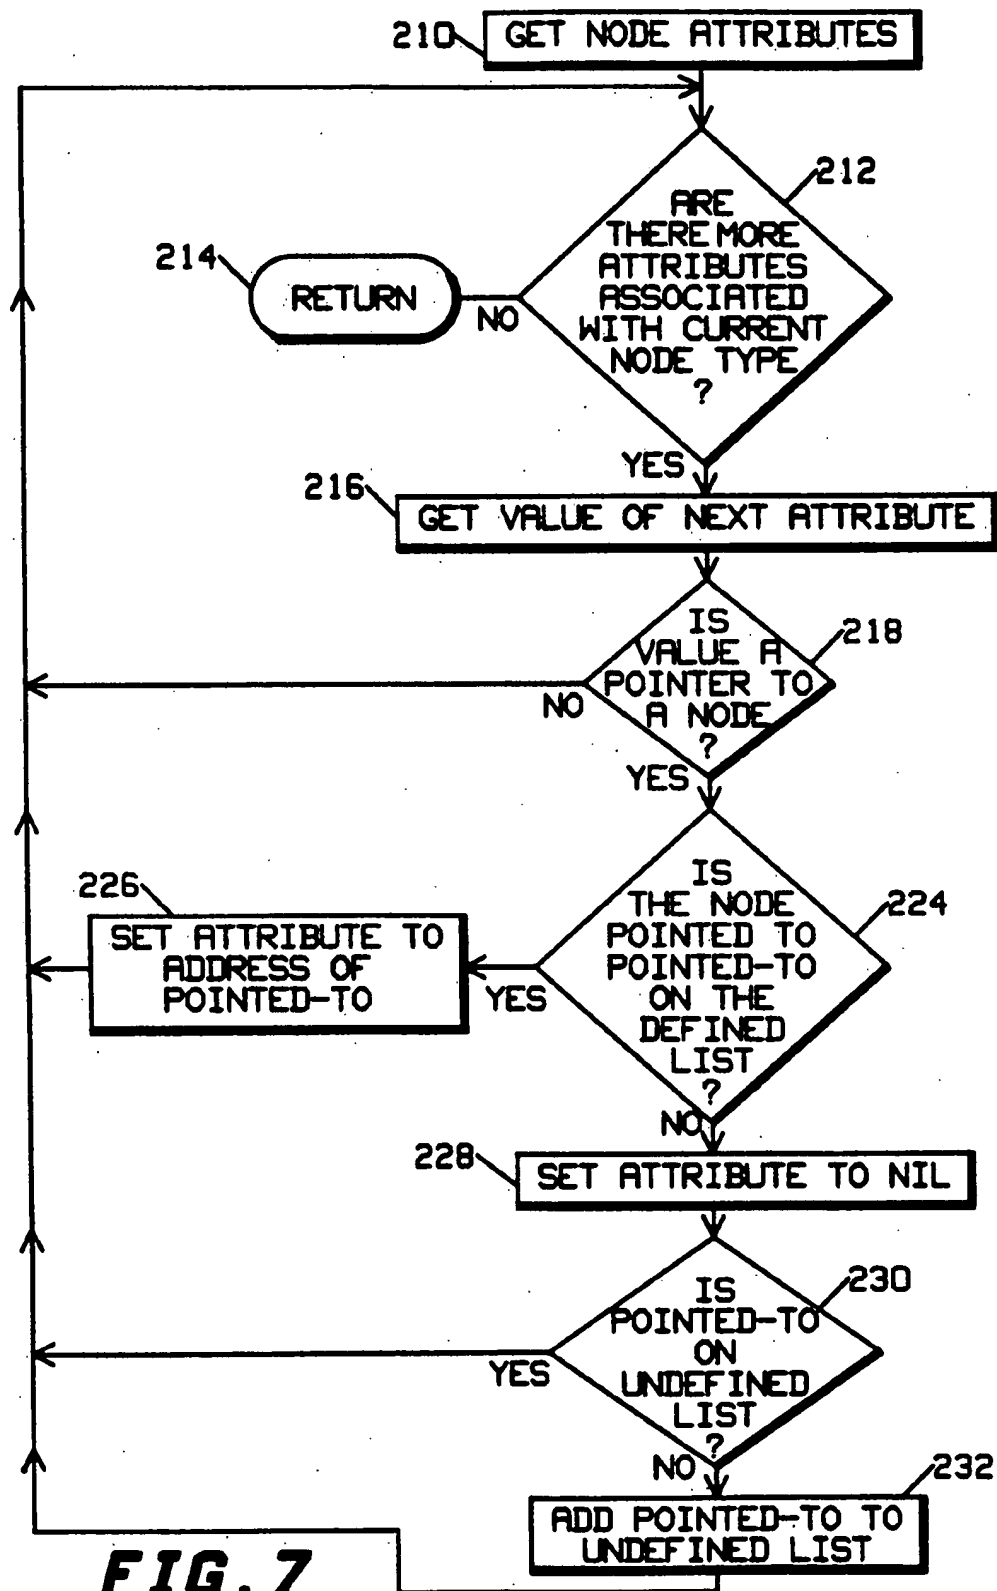 210
GET NODE ATTRIBUTES
212
ARE
THERE MORE
ATTRIBUTES
ASSOCIATED
WITH CURRENT
NODE TYPE
?
214
RETURN
NO
YES
216
GET VALUE OF NEXT ATTRIBUTE
218
IS
VALUE A
POINTER TO
A NODE
?
NO
YES
224
IS
THE NODE
POINTED TO
POINTED-TO
ON THE
DEFINED
LIST
?
226
SET ATTRIBUTE TO
ADDRESS OF
POINTED-TO
YES
NO
228
SET ATTRIBUTE TO NIL
230
IS
POINTED-TO
ON
UNDEFINED
LIST
?
YES
NO
232
ADD POINTED-TO TO
UNDEFINED LIST
FIG. 7